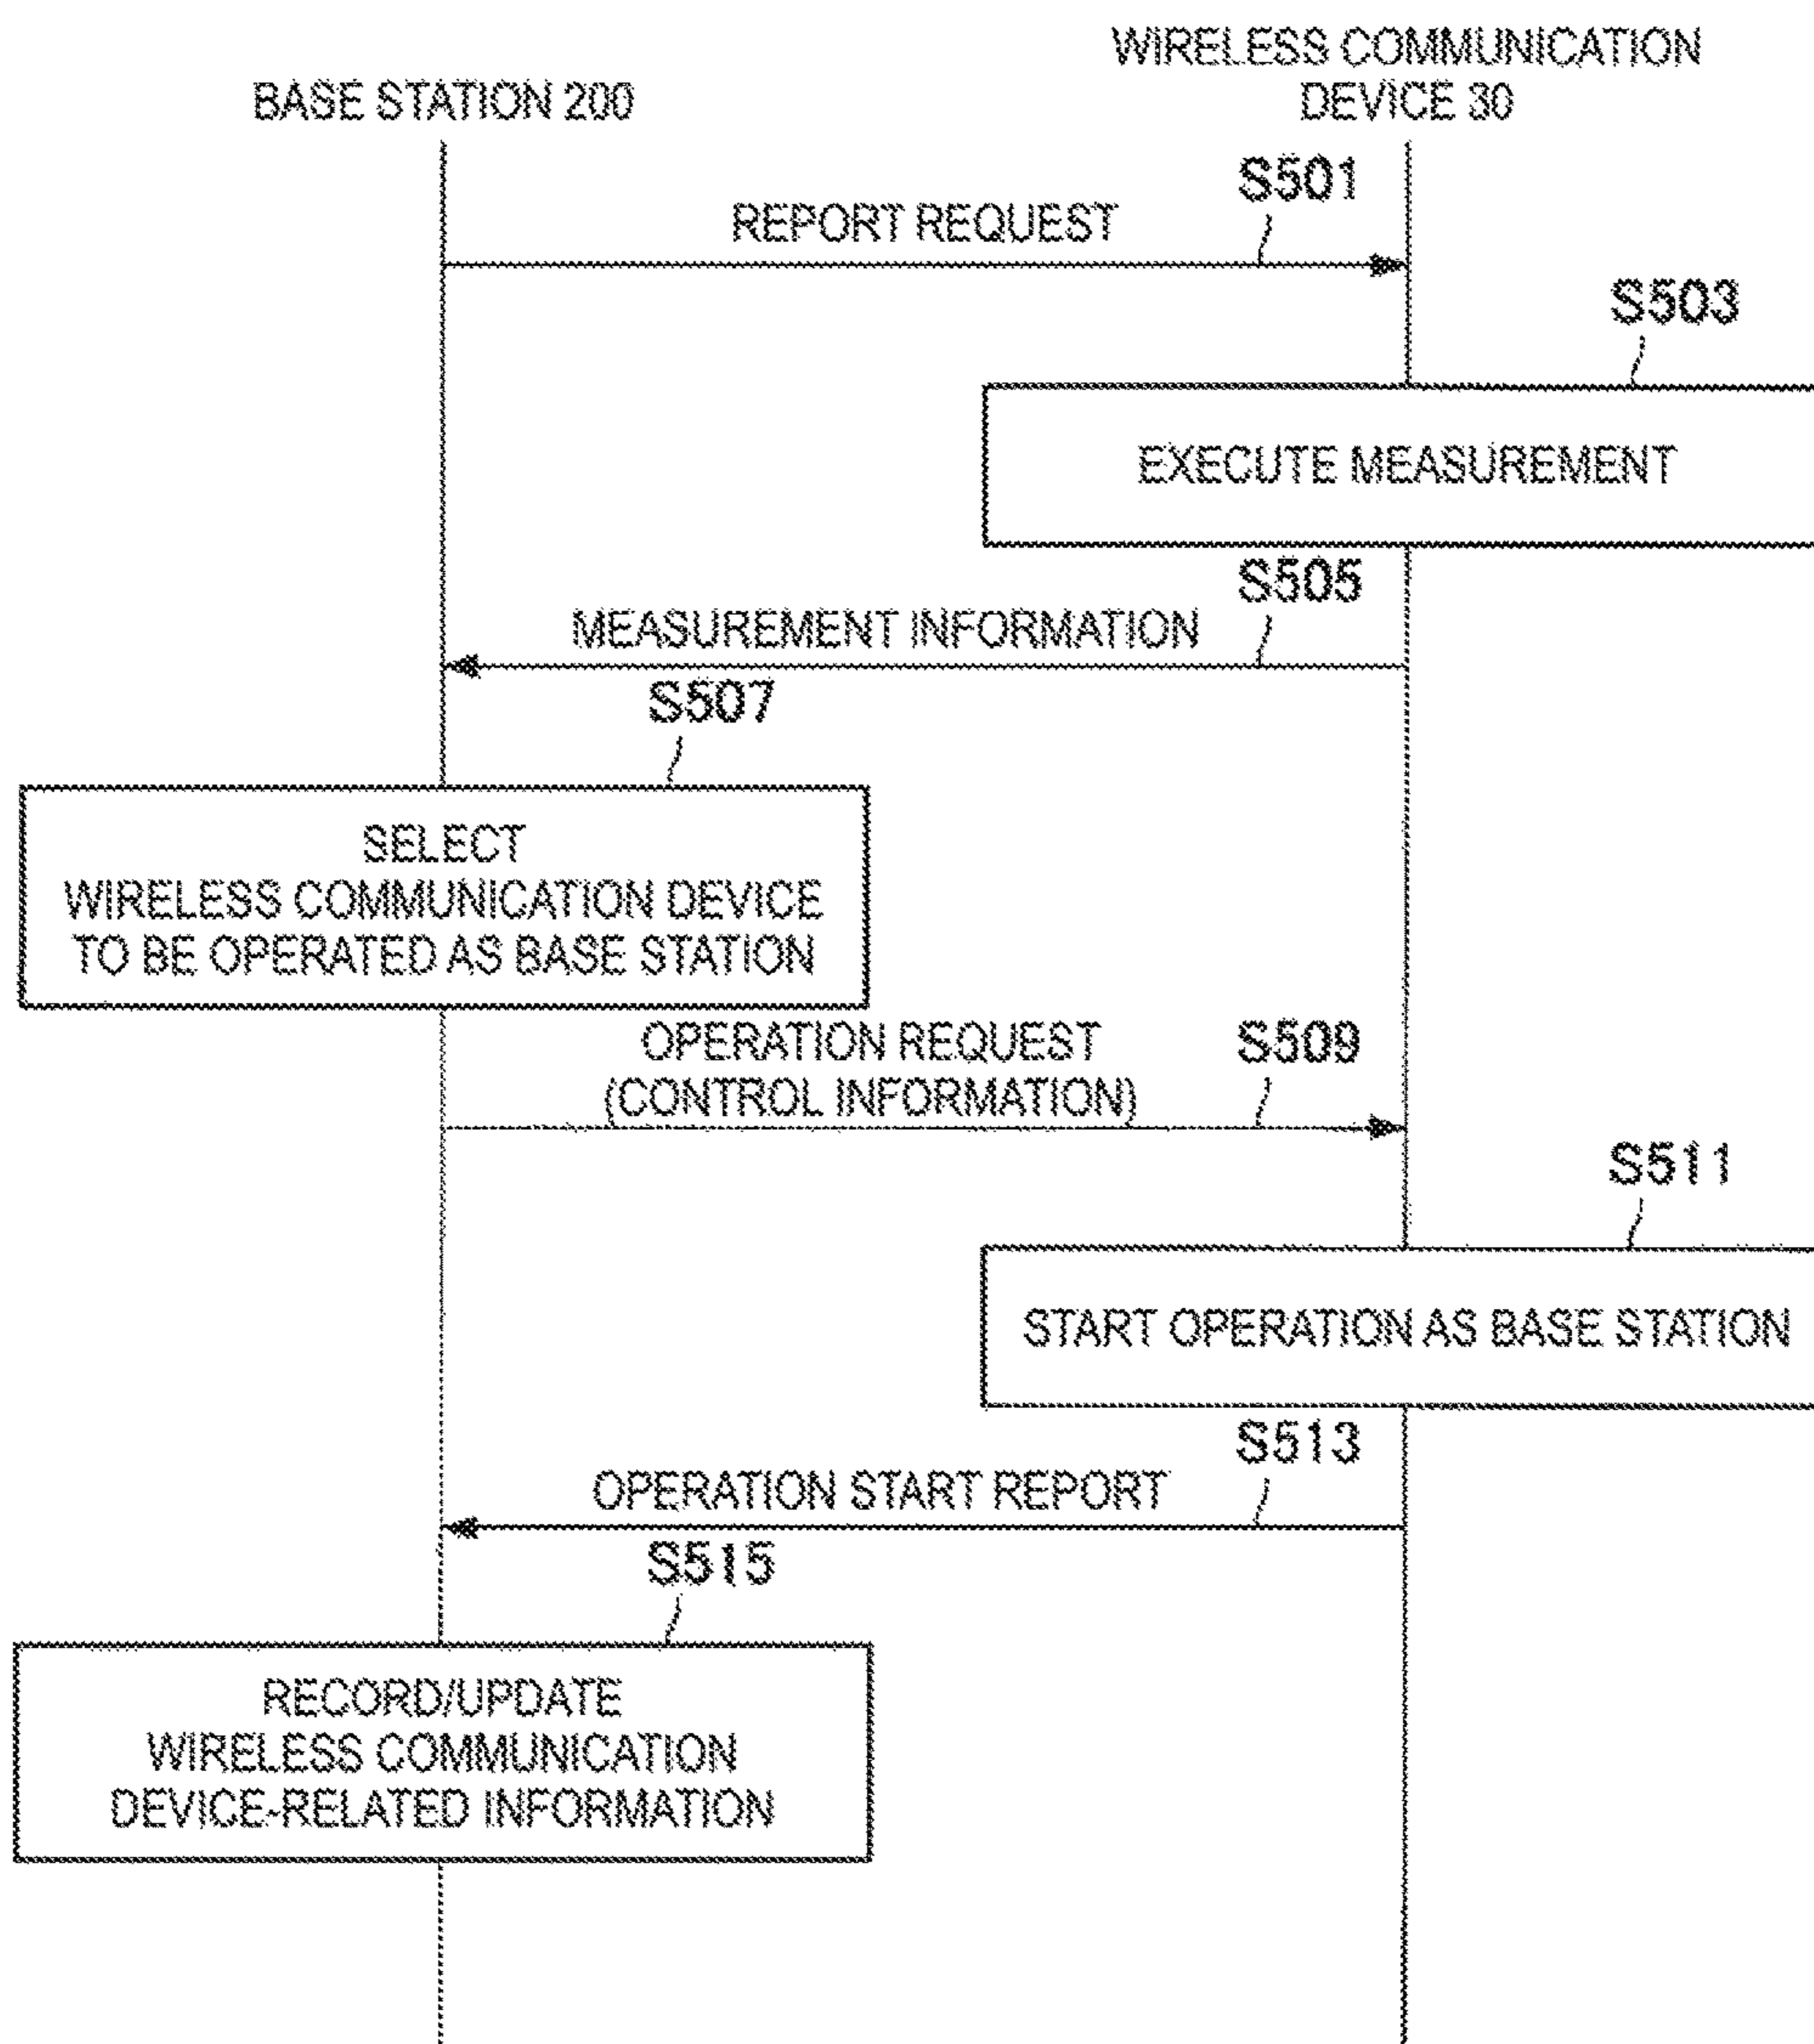 BASE STATION 200
WIRELESS COMMUNICATION
DEVICE 30
S501
REPORT REQUEST
S503
EXECUTE MEASUREMENT
S505
MEASUREMENT INFORMATION
S507
SELECT
WIRELESS COMMUNICATION DEVICE
TO BE OPERATED AS BASE STATION
OPERATION REQUEST
(CONTROL INFORMATION)
S509
S511
START OPERATION AS BASE STATION
S513
OPERATION START REPORT
S515
RECORD/UPDATE
WIRELESS COMMUNICATION
DEVICE-RELATED INFORMATION